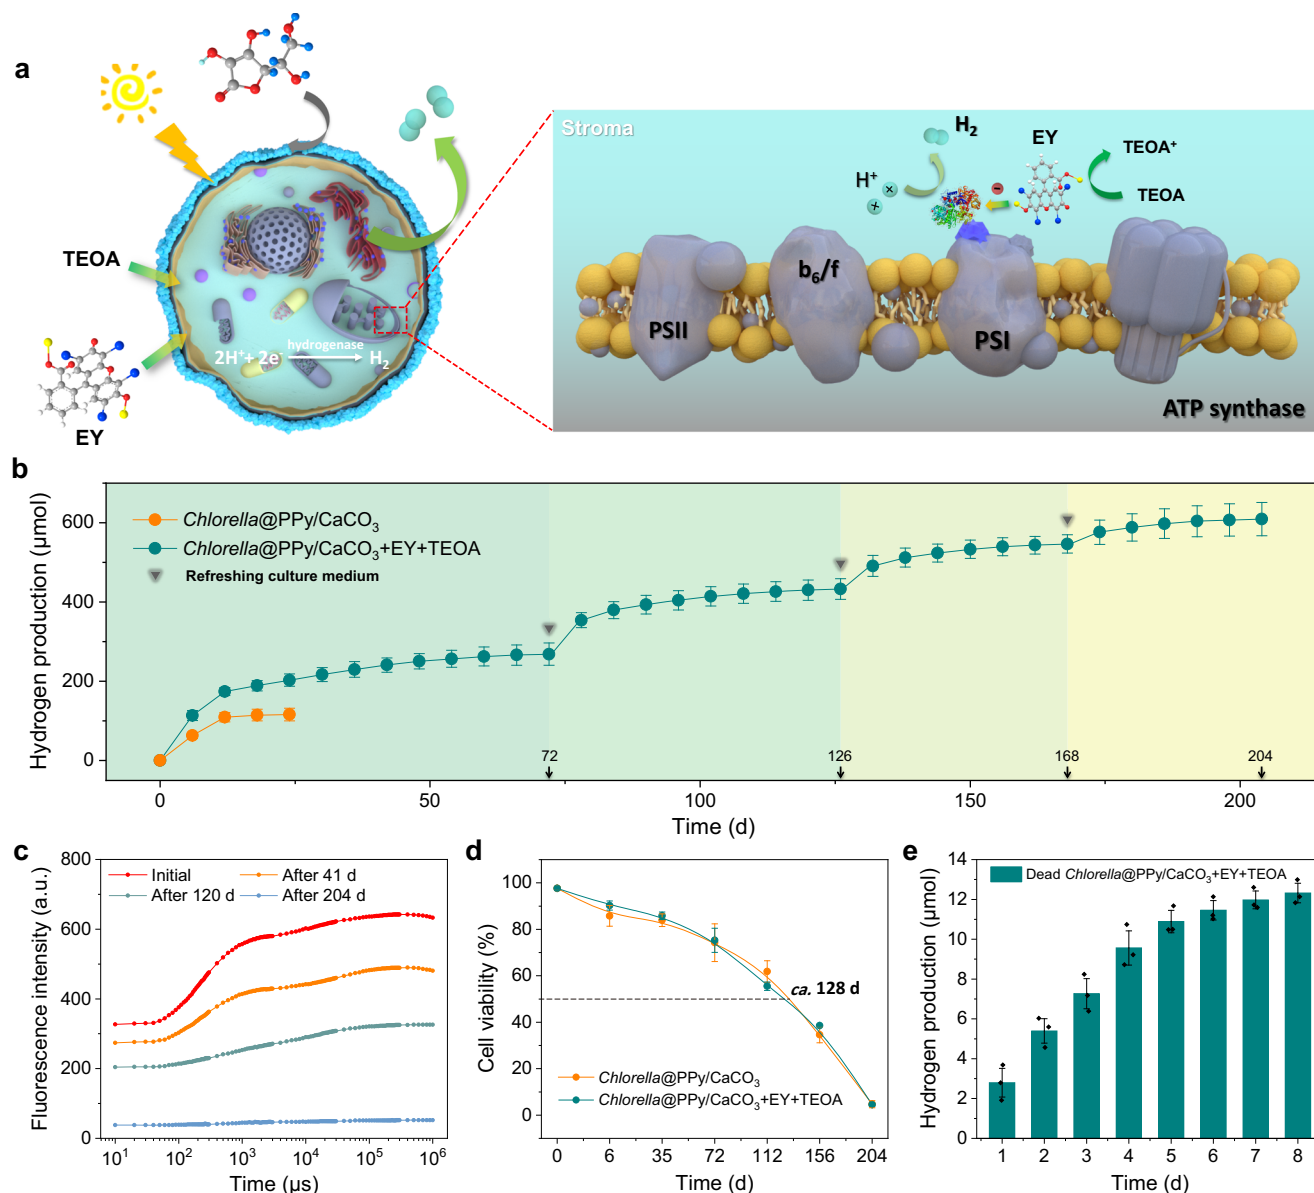 a
TEOA
EY
2H⁺+ 2e⁻ hydrogenase H₂
Stroma
H₂
EY
TEOA⁺
H⁺
TEOA
PSII
b₆/f
PSI
ATP synthase
b
Hydrogen production (μmol)
600
400
200
0
Chlorella@PPy/CaCO₃
Chlorella@PPy/CaCO₃+EY+TEOA
Refreshing culture medium
72
126
168
204
0 50 100 150 200
Time (d)
c
Fluorescence intensity (a.u.)
800
600
400
200
0
Initial After 41 d
After 120 d After 204 d
10¹ 10² 10³ 10⁴ 10⁵ 10⁶
Time (μs)
d
Cell viability (%)
100
80
60
40
20
0
ca. 128 d
Chlorella@PPy/CaCO₃
Chlorella@PPy/CaCO₃+EY+TEOA
0 6 35 72 112 156 204
Time (d)
e
Hydrogen production (μmol)
14
12
10
8
6
4
2
0
Dead Chlorella@PPy/CaCO₃+EY+TEOA
1 2 3 4 5 6 7 8
Time (d)